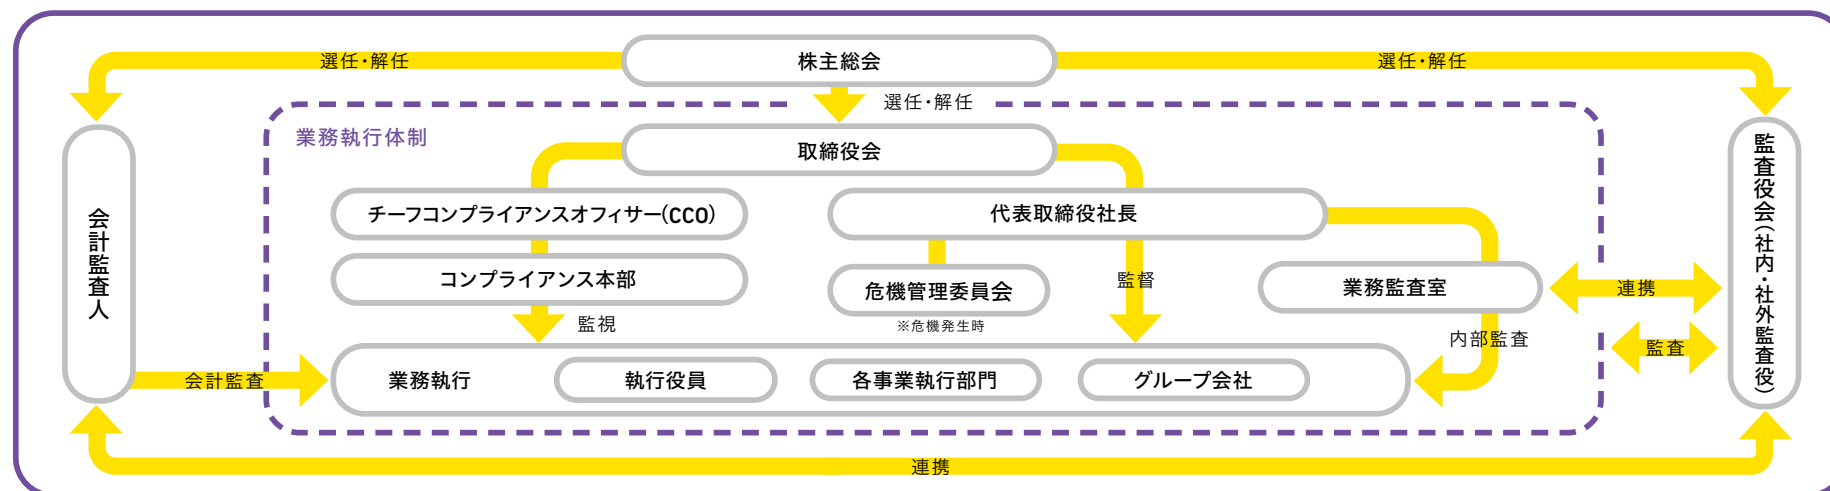 株主総会
選任・解任
選任・解任
選任・解任
業務執行体制
取締役会
会計監査人
監査役会(社内・社外監査役)
チーフコンプライアンスオフィサー(CCO)
代表取締役社長
コンプライアンス本部
危機管理委員会
※危機発生時
監督
業務監査室
連携
監視
内部監査
監査
会計監査
業務執行
執行役員
各事業執行部門
グループ会社
連携